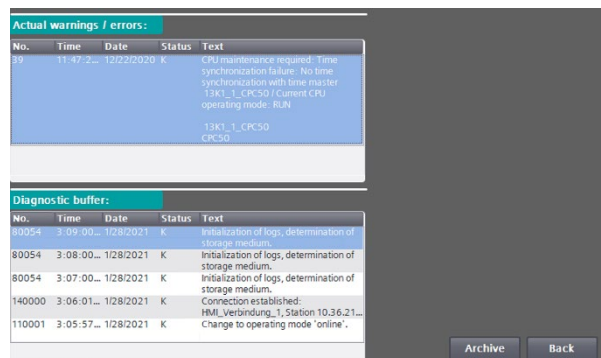 Actual warnings / errors:
No. Time Date Status Text
39 11:47:2... 12/22/2020 K CPU maintenance required: Time
synchronization failure: No time
synchronization with time master
13K1_1_CPC50 / Current CPU
operating mode: RUN
13K1_1_CPC50
CPC50
Diagnostic buffer:
No. Time Date Status Text
80054 3:09:00... 1/28/2021 K Initialization of logs, determination of
storage medium.
80054 3:08:00... 1/28/2021 K Initialization of logs, determination of
storage medium.
80054 3:07:00... 1/28/2021 K Initialization of logs, determination of
storage medium.
140000 3:06:01... 1/28/2021 K Connection established:
HMI_Verbindung_1, Station 10.36.21...
110001 3:05:57... 1/28/2021 K Change to operating mode 'online'.
Archive Back